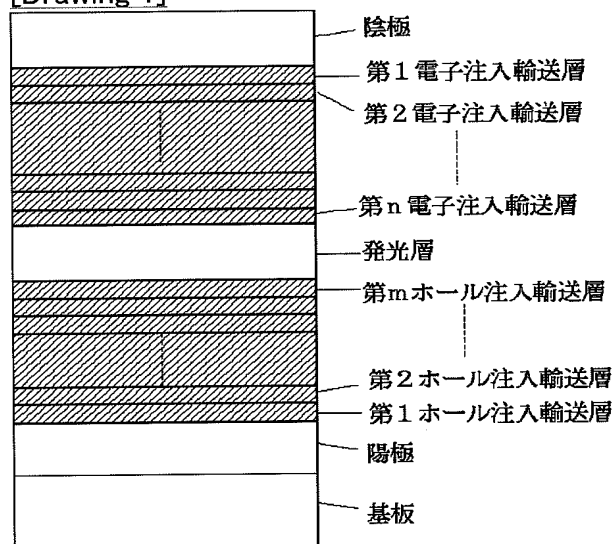 [Drawing 1]
陰極
第1電子注入輸送層
第2電子注入輸送層
第n電子注入輸送層
発光層
第mホール注入輸送層
第2ホール注入輸送層
第1ホール注入輸送層
陽極
基板